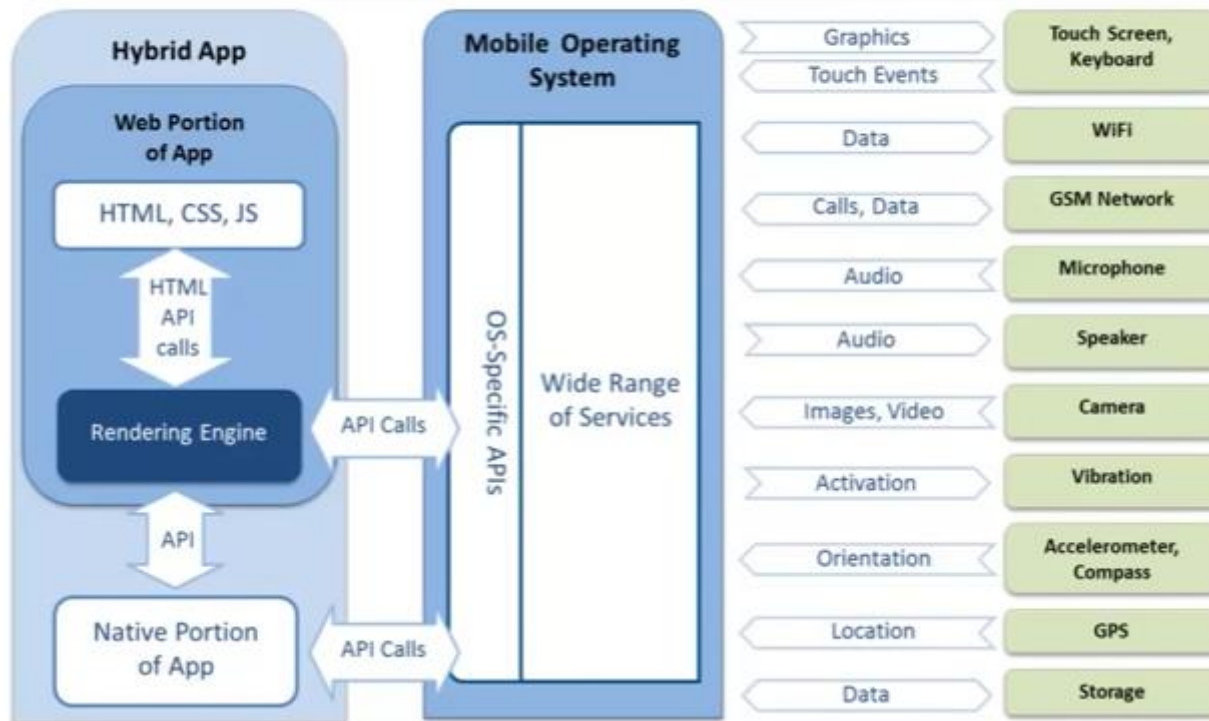 Hybrid App
Web Portion
of App
HTML, CSS, JS
HTML
API
calls
Rendering Engine
API
Native Portion
of App
API Calls
API Calls
Mobile Operating
System
OS-Specific APIs
Wide Range
of Services
Graphics
Touch Events
Touch Screen,
Keyboard
Data
WiFi
Calls, Data
GSM Network
Audio
Microphone
Audio
Speaker
Images, Video
Camera
Activation
Vibration
Orientation
Accelerometer,
Compass
Location
GPS
Data
Storage